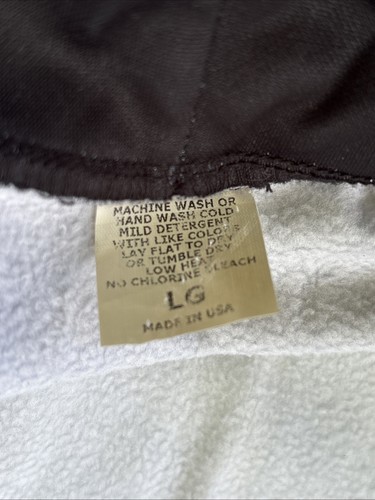 MACHINE WASH OR
HAND WASH COLD
MILD DETERGENT
WITH LIKE COLORS
LAY FLAT TO DRY
OR TUMBLE DRY
LOW HEAT
NO CHLORINE BLEACH
LG
MADE IN USA